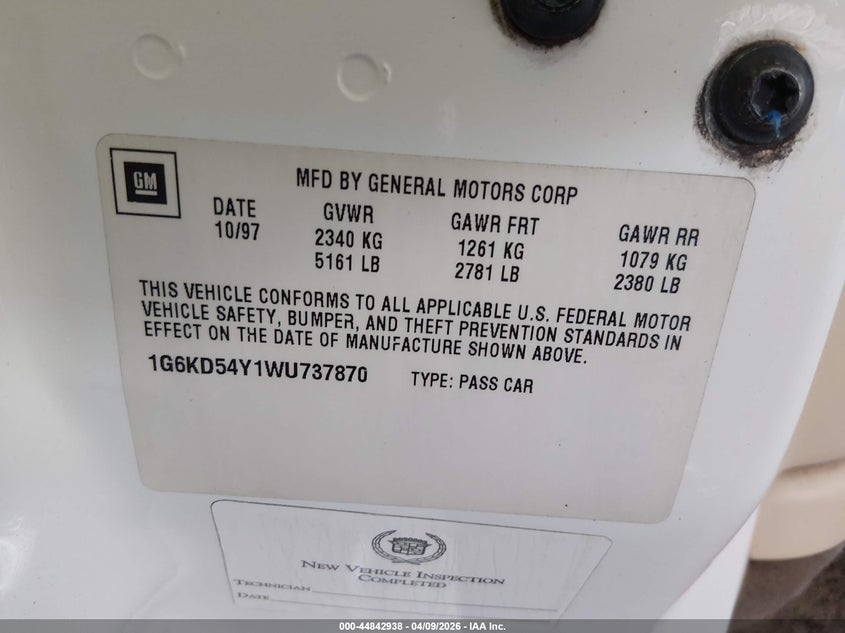 GM
MFD BY GENERAL MOTORS CORP
DATE GVWR GAWR FRT GAWR RR
10/97 2340 KG 1261 KG 1079 KG
5161 LB 2781 LB 2380 LB
THIS VEHICLE CONFORMS TO ALL APPLICABLE U.S. FEDERAL MOTOR
VEHICLE SAFETY, BUMPER, AND THEFT PREVENTION STANDARDS IN
EFFECT ON THE DATE OF MANUFACTURE SHOWN ABOVE.
1G6KD54Y1WU737870 TYPE: PASS CAR
NEW VEHICLE INSPECTION
COMPLETED
TECHNICIAN
DATE
000-44842938 - 04/09/2026 - IAA Inc.